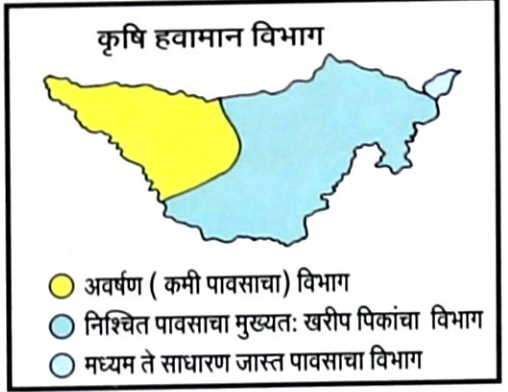 कृषि हवामान विभाग
अवर्षण ( कमी पावसाचा) विभाग
निश्चित पावसाचा मुख्यत: खरीप पिकांचा विभाग
मध्यम ते साधारण जास्त पावसाचा विभाग